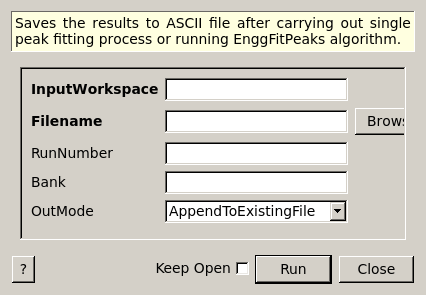 Saves the results to ASCII file after carrying out single
peak fitting process or running EnggFitPeaks algorithm.
InputWorkspace
Filename
Brows
RunNumber
Bank
OutMode AppendToExistingFile
? Keep Open Run Close